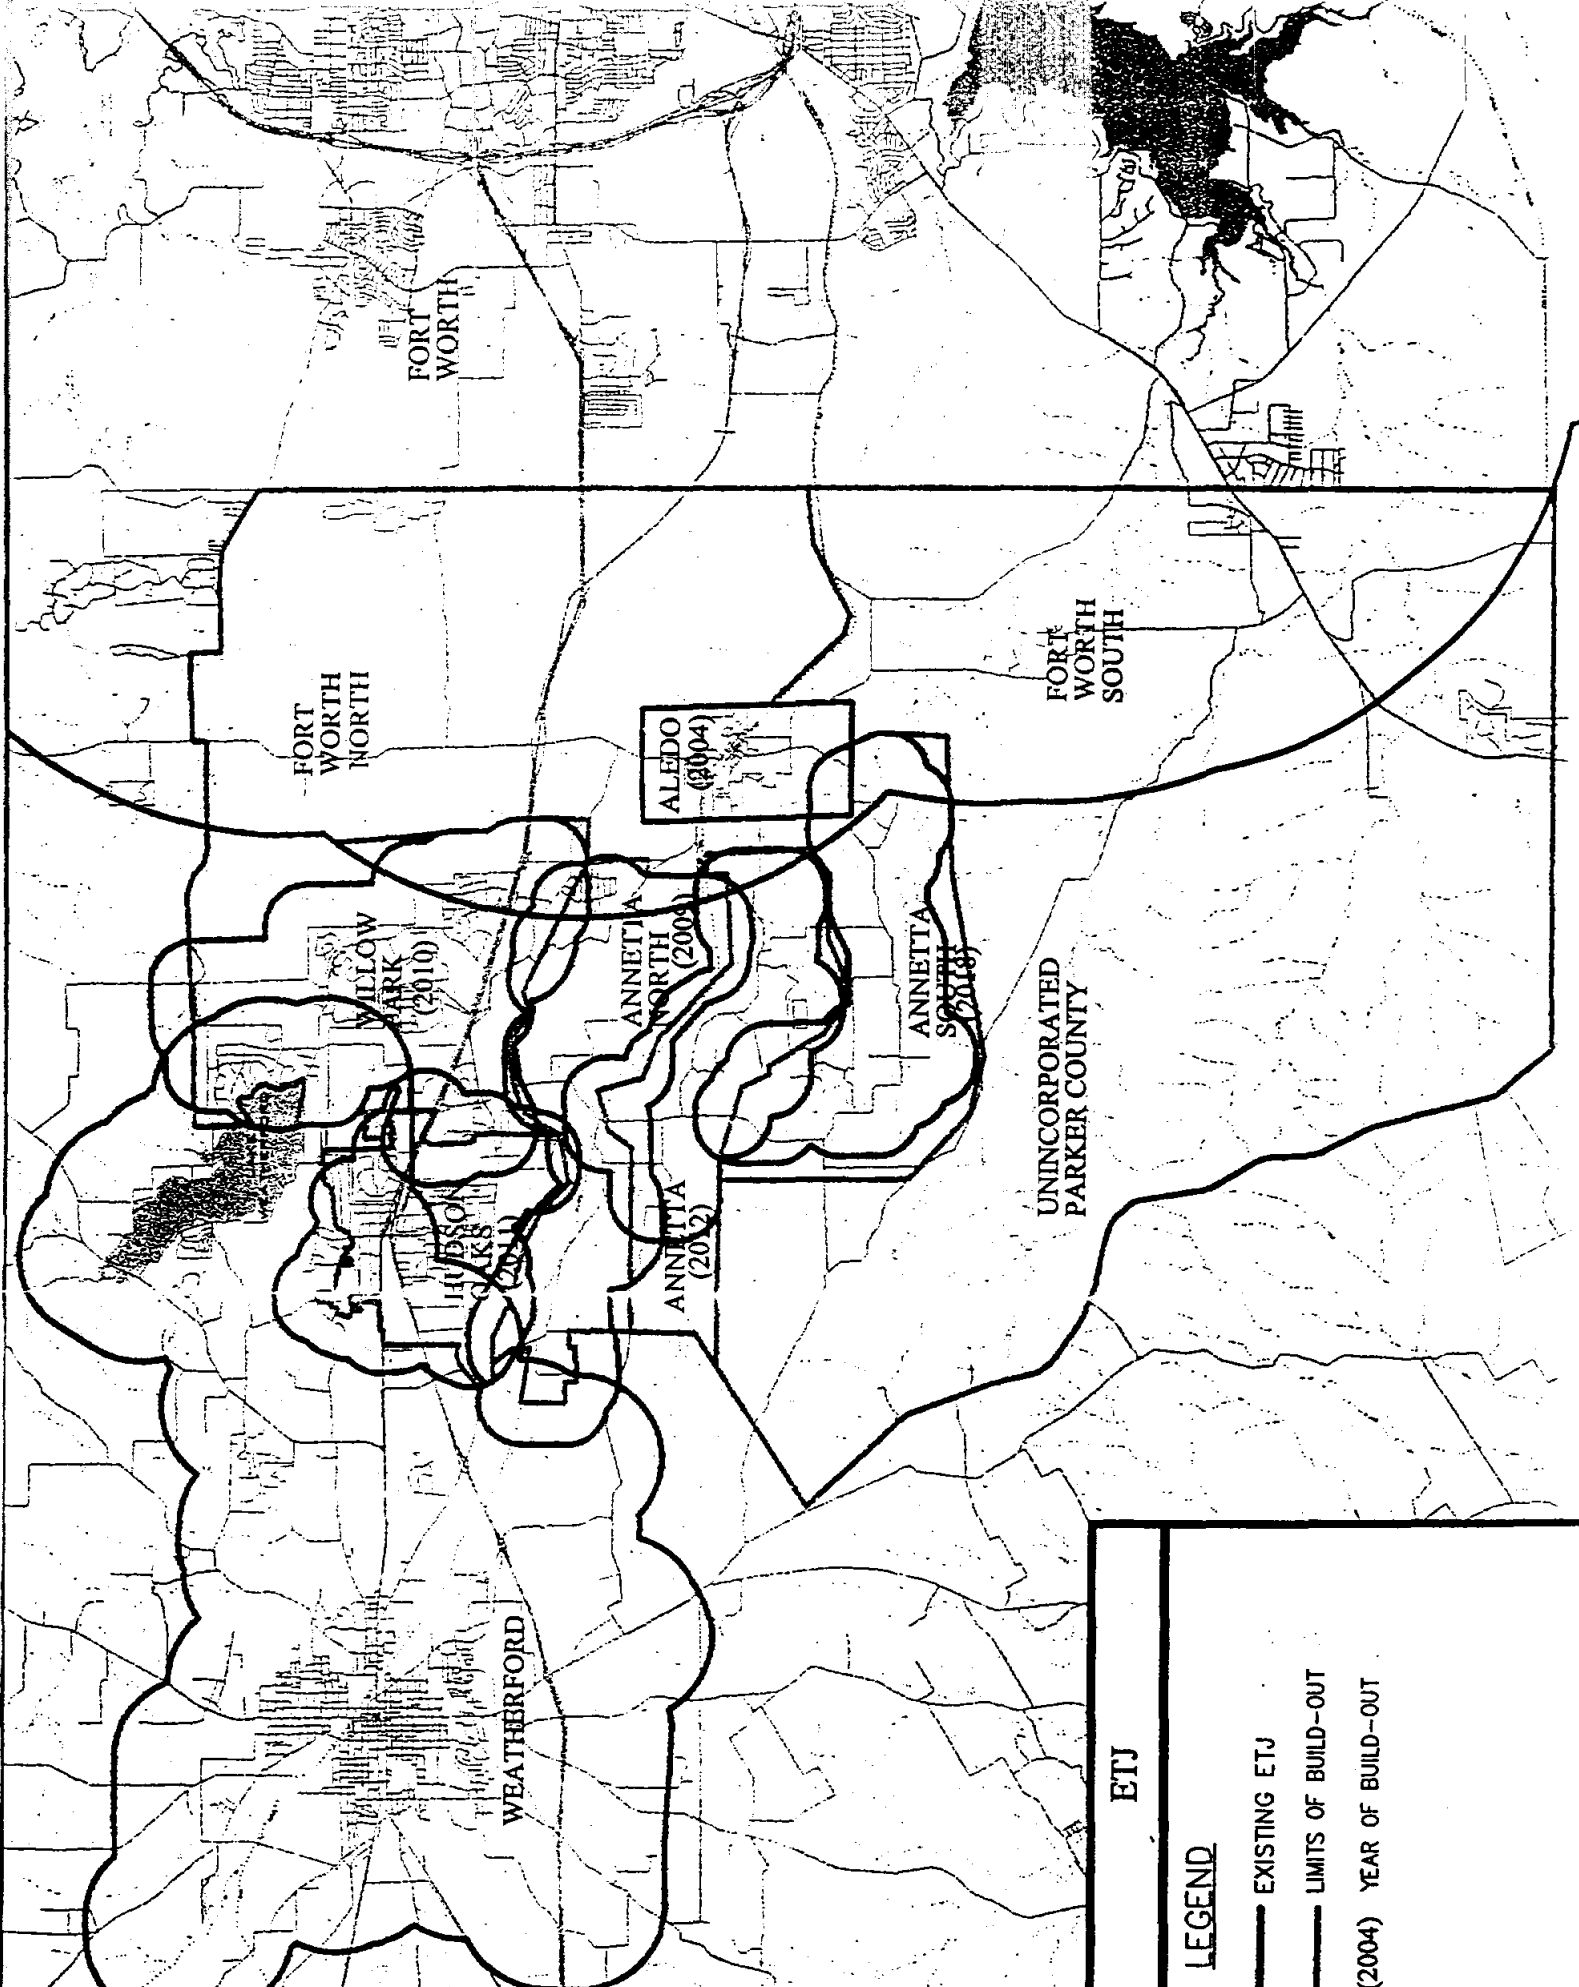 FORT
WORTH
FORT
WORTH
NORTH
ALEDO
(2004)
FORT
WORTH
SOUTH
WILLOW
PARK
(2010)
ANNETTA
NORTH
(2009)
ANNETTA
SOUTH
(2018)
HUDSON
OAKS
(2011)
ANNETTA
(2012)
UNINCORPORATED
PARKER COUNTY
WEATHERFORD
ETJ
LEGEND
EXISTING ETJ
LIMITS OF BUILD-OUT
(2004) YEAR OF BUILD-OUT